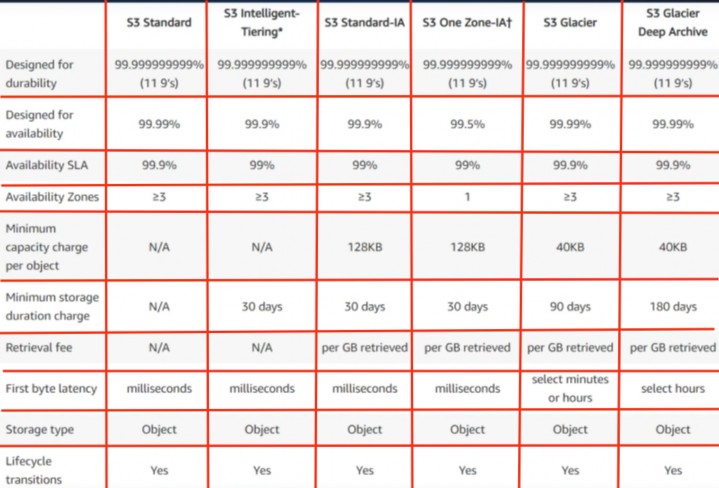 S3 Standard S3 Intelligent-Tiering* S3 Standard-IA S3 One Zone-IA† S3 Glacier S3 Glacier Deep Archive
Designed for durability 99.999999999% (11 9's) 99.999999999% (11 9's) 99.999999999% (11 9's) 99.999999999% (11 9's) 99.999999999% (11 9's) 99.999999999% (11 9's)
Designed for availability 99.99% 99.9% 99.9% 99.5% 99.99% 99.99%
Availability SLA 99.9% 99% 99% 99% 99.9% 99.9%
Availability Zones ≥3 ≥3 ≥3 1 ≥3 ≥3
Minimum capacity charge per object N/A N/A 128KB 128KB 40KB 40KB
Minimum storage duration charge N/A 30 days 30 days 30 days 90 days 180 days
Retrieval fee N/A N/A per GB retrieved per GB retrieved per GB retrieved per GB retrieved
First byte latency milliseconds milliseconds milliseconds milliseconds select minutes or hours select hours
Storage type Object Object Object Object Object Object
Lifecycle transitions Yes Yes Yes Yes Yes Yes